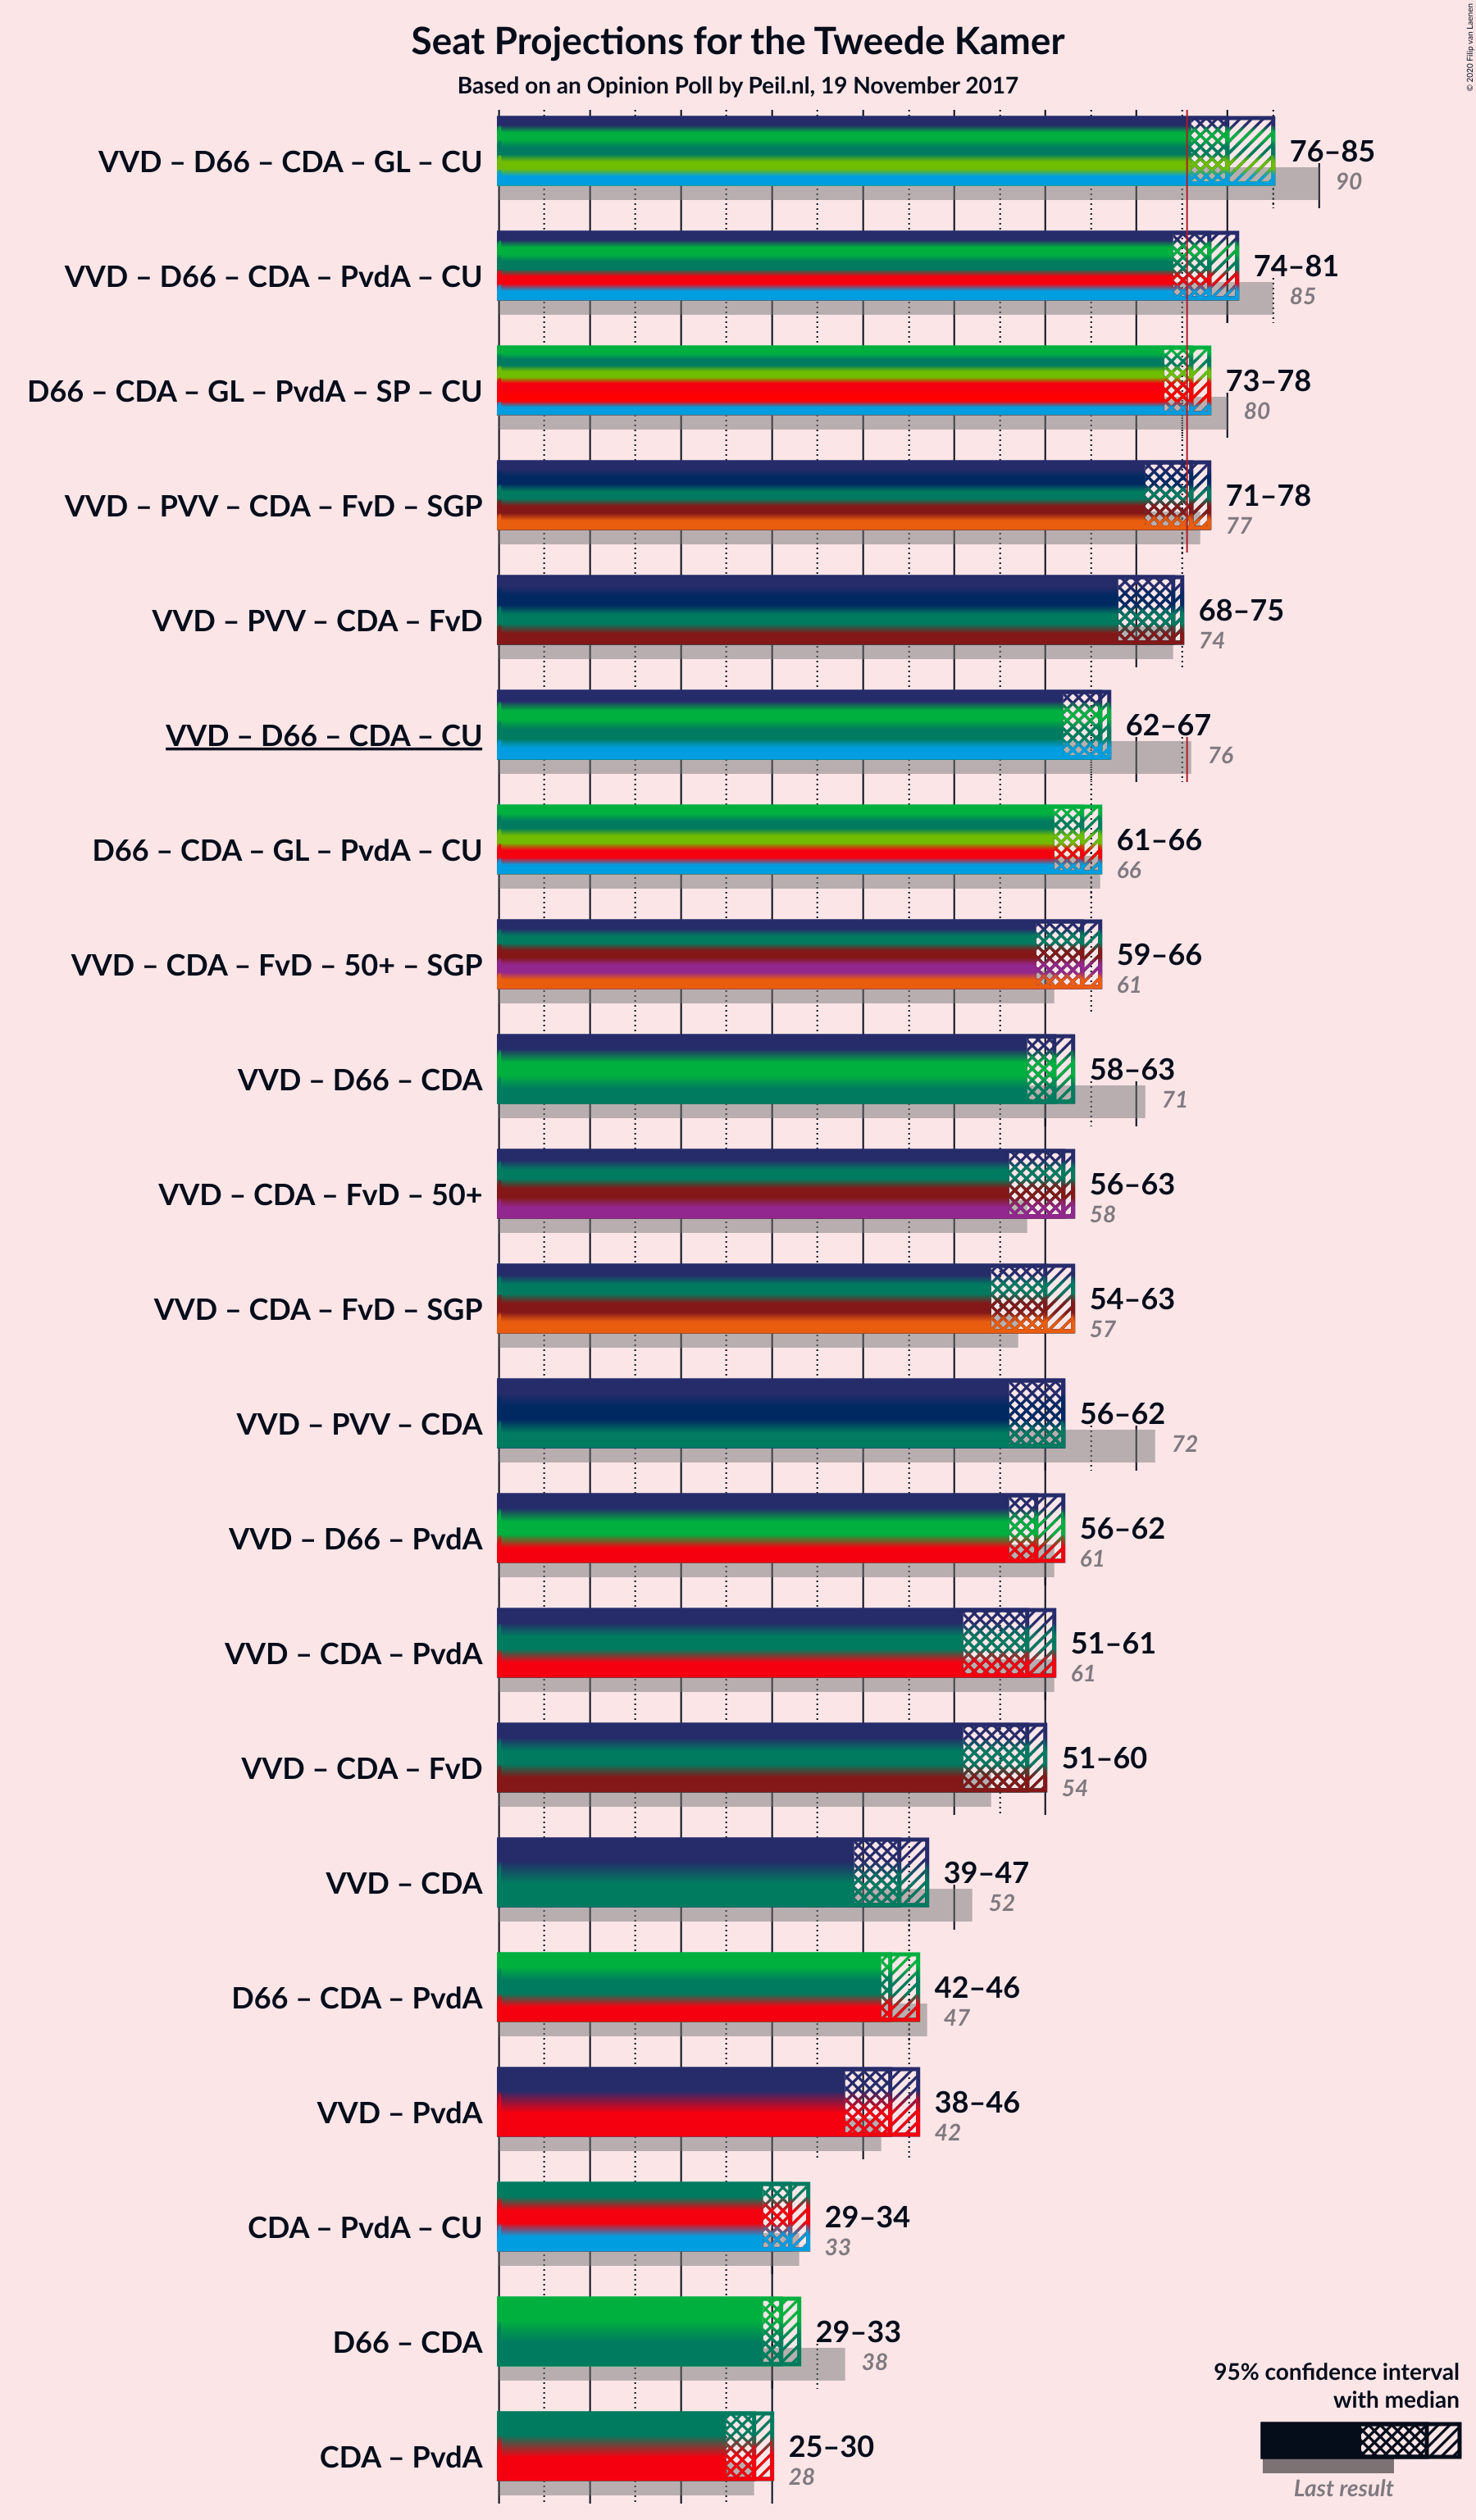 Seat Projections for the Tweede Kamer
Based on an Opinion Poll by Peil.nl, 19 November 2017
© 2020 Filip van Laenen
VVD – D66 – CDA – GL – CU
76–85
90
VVD – D66 – CDA – PvdA – CU
74–81
85
D66 – CDA – GL – PvdA – SP – CU
73–78
80
VVD – PVV – CDA – FvD – SGP
71–78
77
VVD – PVV – CDA – FvD
68–75
74
VVD – D66 – CDA – CU
62–67
76
D66 – CDA – GL – PvdA – CU
61–66
66
VVD – CDA – FvD – 50+ – SGP
59–66
61
VVD – D66 – CDA
58–63
71
VVD – CDA – FvD – 50+
56–63
58
VVD – CDA – FvD – SGP
54–63
57
VVD – PVV – CDA
56–62
72
VVD – D66 – PvdA
56–62
61
VVD – CDA – PvdA
51–61
61
VVD – CDA – FvD
51–60
54
VVD – CDA
39–47
52
D66 – CDA – PvdA
42–46
47
VVD – PvdA
38–46
42
CDA – PvdA – CU
29–34
33
D66 – CDA
29–33
38
CDA – PvdA
25–30
28
95% confidence interval
with median
Last result